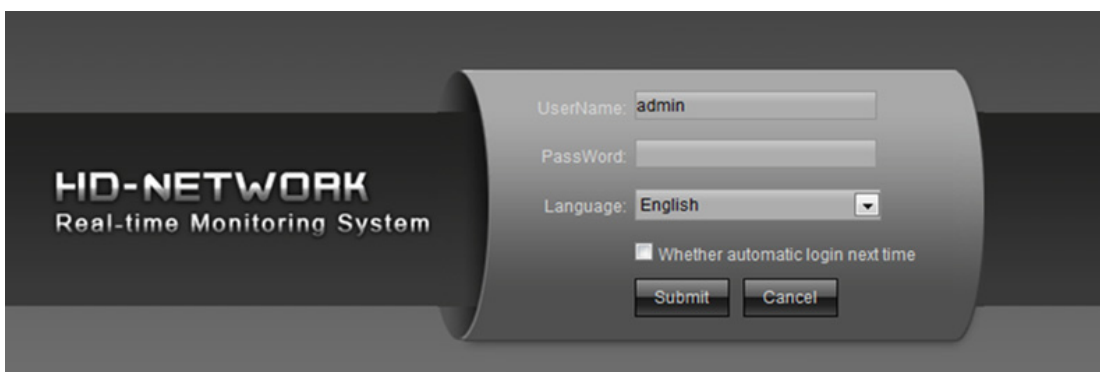 UserName: admin
PassWord:
HD-NETWORK
Real-time Monitoring System
Language: English
Whether automatic login next time
Submit Cancel